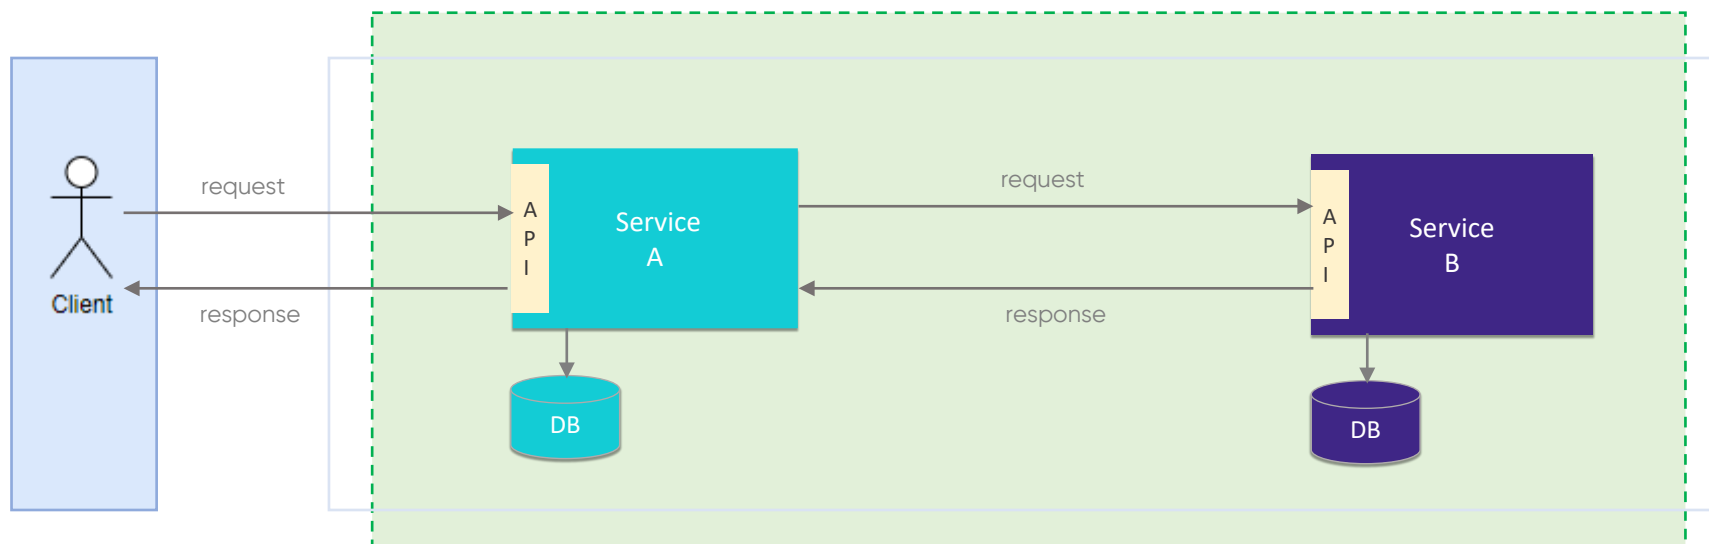 request
response
Client
A
P
I
Service
A
DB
request
response
A
P
I
Service
B
DB